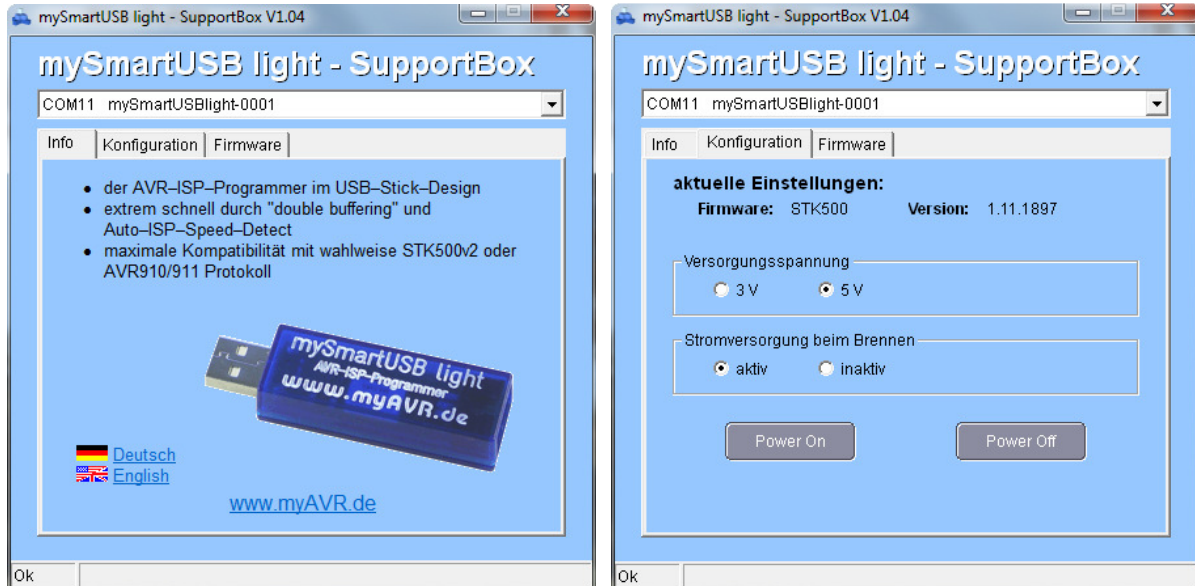 mySmartUSB light - SupportBox V1.04
mySmartUSB light - SupportBox
COM11 mySmartUSBlight-0001
Info Konfiguration Firmware
• der AVR–ISP–Programmer im USB–Stick–Design
• extrem schnell durch "double buffering" und
Auto–ISP–Speed–Detect
• maximale Kompatibilität mit wahlweise STK500v2 oder
AVR910/911 Protokoll
mySmartUSB light
AVR-ISP-Programmer
www.myAVR.de
Deutsch
English
www.myAVR.de
Ok
mySmartUSB light - SupportBox V1.04
mySmartUSB light - SupportBox
COM11 mySmartUSBlight-0001
Info Konfiguration Firmware
aktuelle Einstellungen:
Firmware: STK500 Version: 1.11.1897
Versorgungsspannung
3 V 5 V
Stromversorgung beim Brennen
aktiv inaktiv
Power On Power Off
Ok